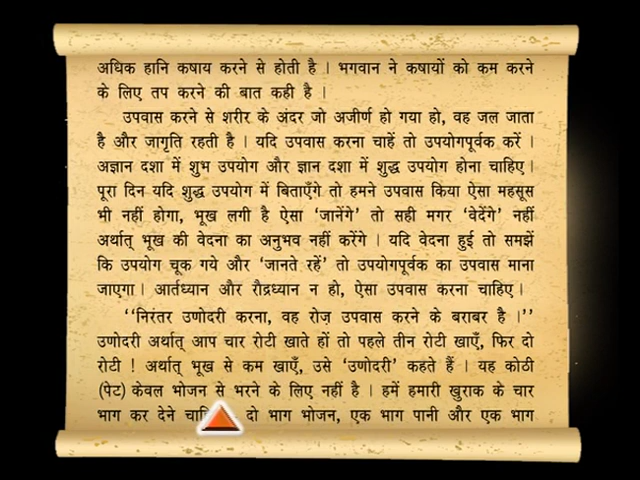 अधिक हानि कषाय करने से होती है । भगवान ने कषायों को कम करने
के लिए तप करने की बात कही है ।
उपवास करने से शरीर के अंदर जो अजीर्ण हो गया हो, वह जल जाता
है और जागृति रहती है । यदि उपवास करना चाहें तो उपयोगपूर्वक करें ।
अज्ञान दशा में शुभ उपयोग और ज्ञान दशा में शुद्ध उपयोग होना चाहिए ।
पूरा दिन यदि शुद्ध उपयोग में बिताएँगे तो हमने उपवास किया ऐसा महसूस
भी नहीं होगा, भूख लगी है ऐसा ‘जानेंगे’ तो सही मगर ‘वेदेंगे’ नहीं
अर्थात् भूख की वेदना का अनुभव नहीं करेंगे । यदि वेदना हुई तो समझें
कि उपयोग चूक गये और ‘जानते रहें’ तो उपयोगपूर्वक का उपवास माना
जाएगा । आर्तध्यान और रौद्रध्यान न हो, ऐसा उपवास करना चाहिए ।
‘‘निरंतर उणोदरी करना, वह रोज़ उपवास करने के बराबर है ।’’
उणोदरी अर्थात् आप चार रोटी खाते हों तो पहले तीन रोटी खाएँ, फिर दो
रोटी ! अर्थात् भूख से कम खाएँ, उसे ‘उणोदरी’ कहते हैं । यह कोठी
(पेट) केवल भोजन से भरने के लिए नहीं है । हमें हमारी खुराक के चार
भाग कर देने दो भाग भोजन, एक भाग पानी और एक भाग